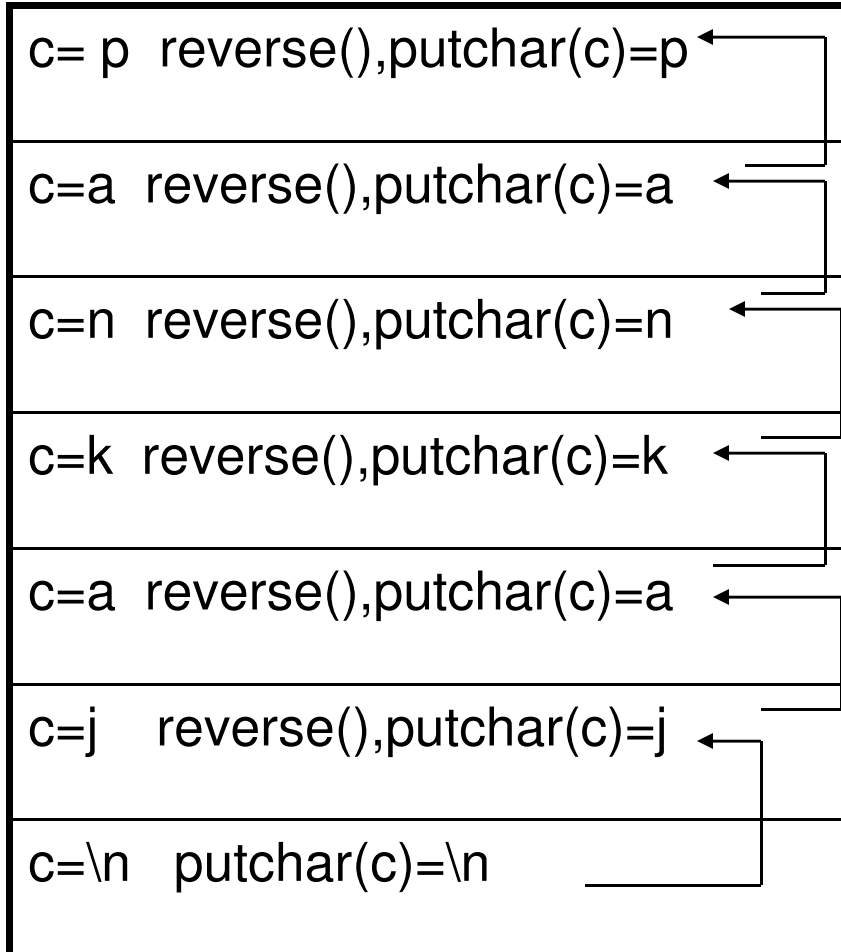 c= p reverse(),putchar(c)=p
c=a reverse(),putchar(c)=a
c=n reverse(),putchar(c)=n
c=k reverse(),putchar(c)=k
c=a reverse(),putchar(c)=a
c=j reverse(),putchar(c)=j
c=\n putchar(c)=\n